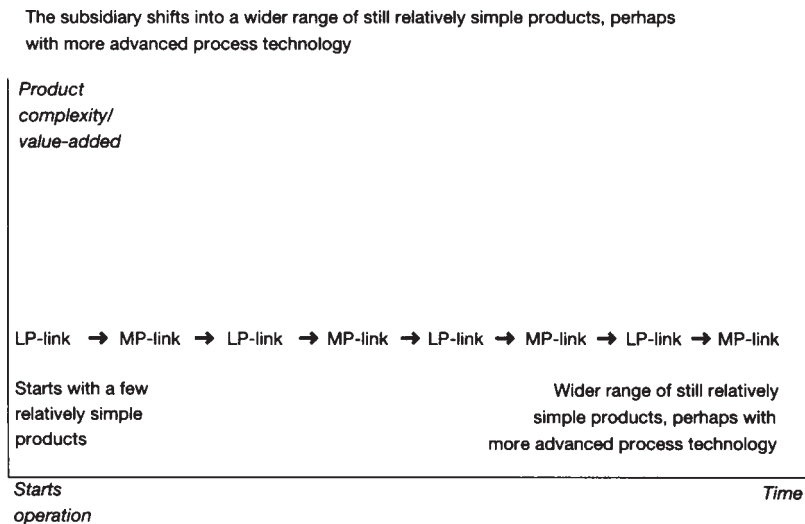 The subsidiary shifts into a wider range of still relatively simple products, perhaps
with more advanced process technology
Product
complexity/
value-added
LP-link → MP-link → LP-link → MP-link → LP-link → MP-link → LP-link → MP-link
Starts with a few
relatively simple
products
Wider range of still relatively
simple products, perhaps with
more advanced process technology
Starts
operation
Time